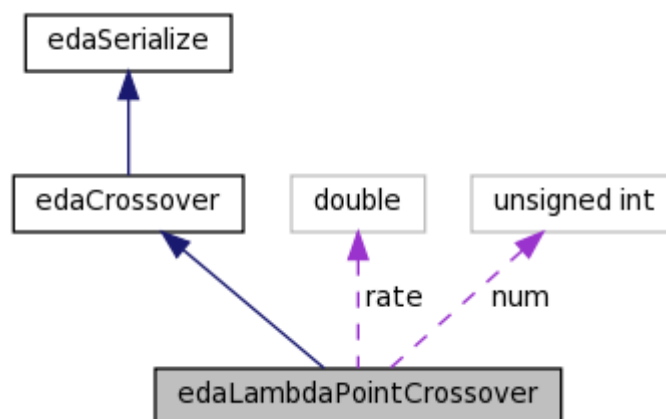 edaSerialize
edaCrossover
double
unsigned int
rate
num
edaLambdaPointCrossover